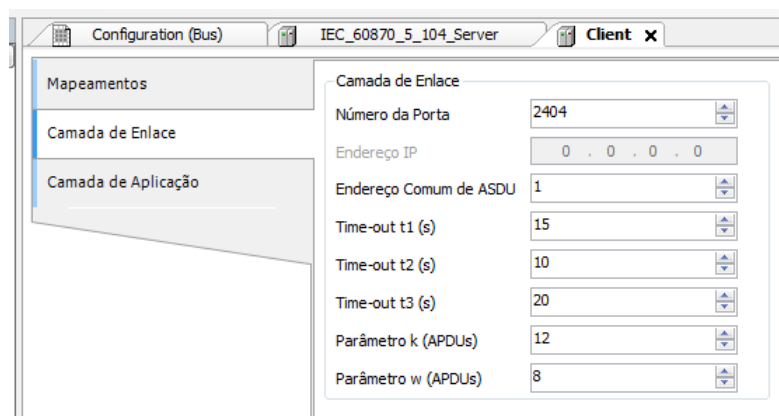 Configuration (Bus) IEC_60870_5_104_Server Client x
Mapeamentos
Camada de Enlace
Camada de Aplicação
Camada de Enlace
Número da Porta 2404
Endereço IP 0 . 0 . 0 . 0
Endereço Comum de ASDU 1
Time-out t1 (s) 15
Time-out t2 (s) 10
Time-out t3 (s) 20
Parâmetro k (APDUs) 12
Parâmetro w (APDUs) 8